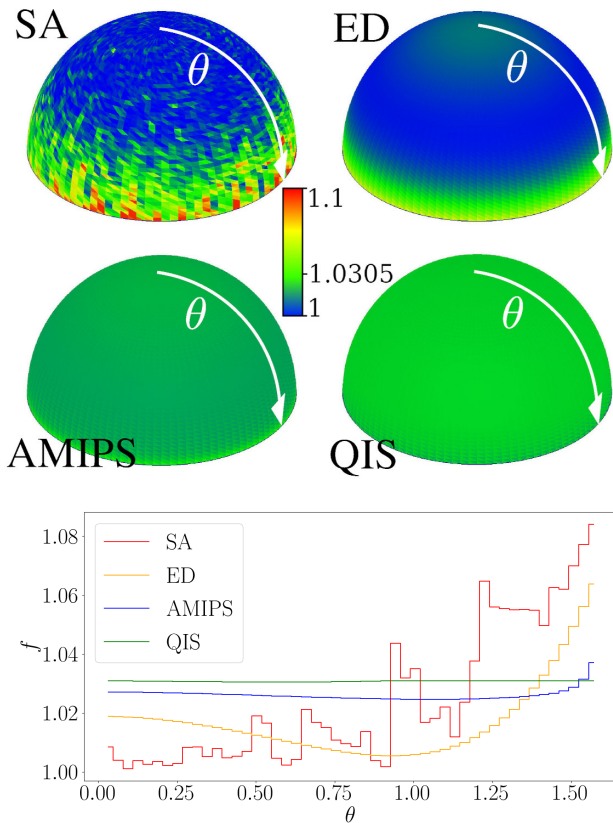 SA ED
θ θ
1.1
1.0305
1
θ θ
AMIPS QIS
1.08
1.06
1.04
1.02
1.00
f
SA
ED
AMIPS
QIS
0.00 0.25 0.50 0.75 1.00 1.25 1.50
θ